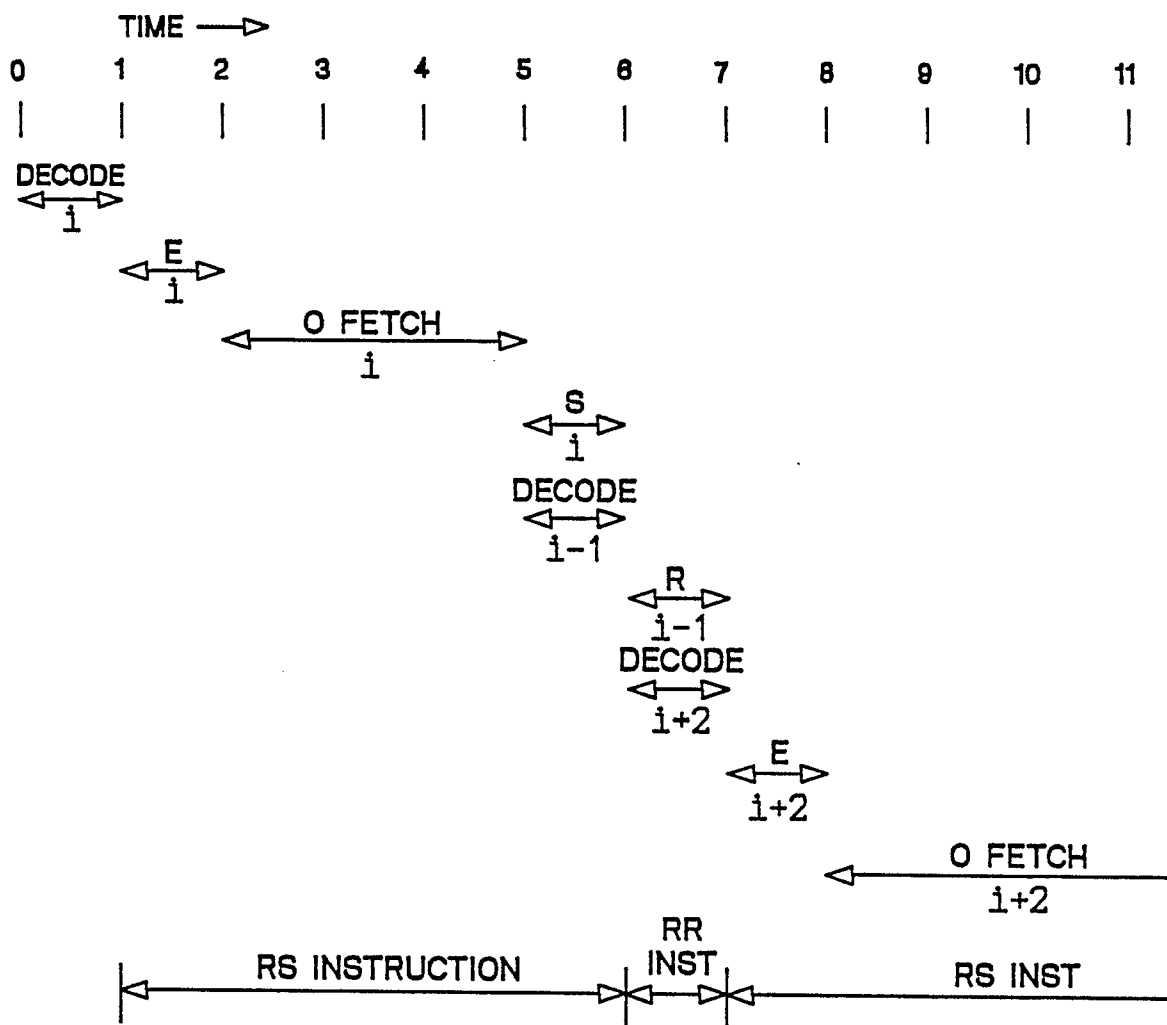 TIME
0 1 2 3 4 5 6 7 8 9 10 11
DECODE
i
E
i
O FETCH
i
S
i
DECODE
i-1
R
i-1
DECODE
i+2
E
i+2
O FETCH
i+2
RS INSTRUCTION
RR
INST
RS INST